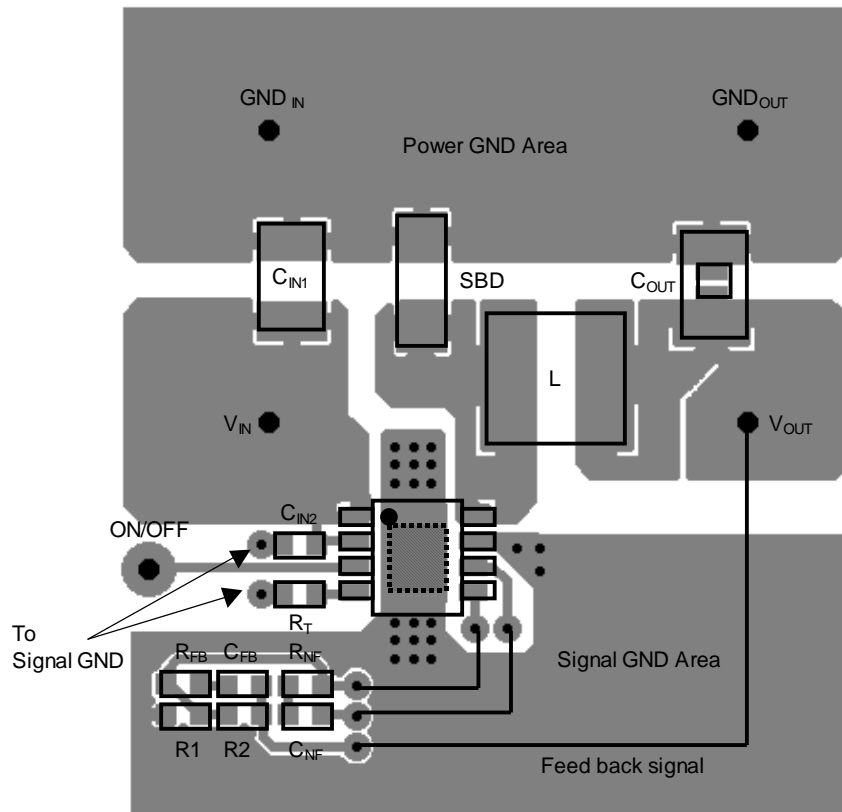 GND IN
GNDOUT
Power GND Area
CIN1
SBD
COUT
L
VIN
VOUT
CIN2
ON/OFF
RT
To
Signal GND
RFB CFB RNF
Signal GND Area
R1 R2 CNF
Feed back signal